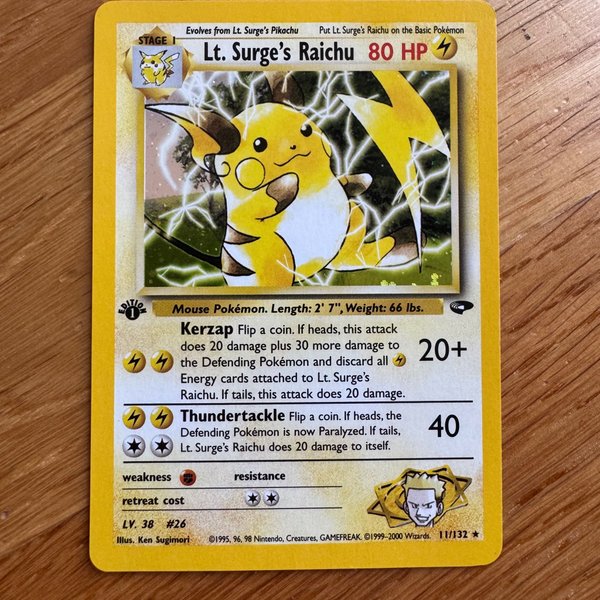 Evolves from Lt. Surge's Pikachu Put Lt. Surge's Raichu on the Basic Pokémon
STAGE 1
Lt. Surge's Raichu 80 HP
EDITION
1
Mouse Pokémon. Length: 2' 7", Weight: 66 lbs.
Kerzap Flip a coin. If heads, this attack
does 20 damage plus 30 more damage to
the Defending Pokémon and discard all
Energy cards attached to Lt. Surge's
Raichu. If tails, this attack does 20 damage.
20+
Thundertackle Flip a coin. If heads, the
Defending Pokémon is now Paralyzed. If tails,
Lt. Surge's Raichu does 20 damage to itself.
40
weakness resistance
retreat cost
LV. 38 #26
Illus. Ken Sugimori ©1995, 96, 98 Nintendo, Creatures, GAMEFREAK. ©1999-2000 Wizards. 11/132 ★